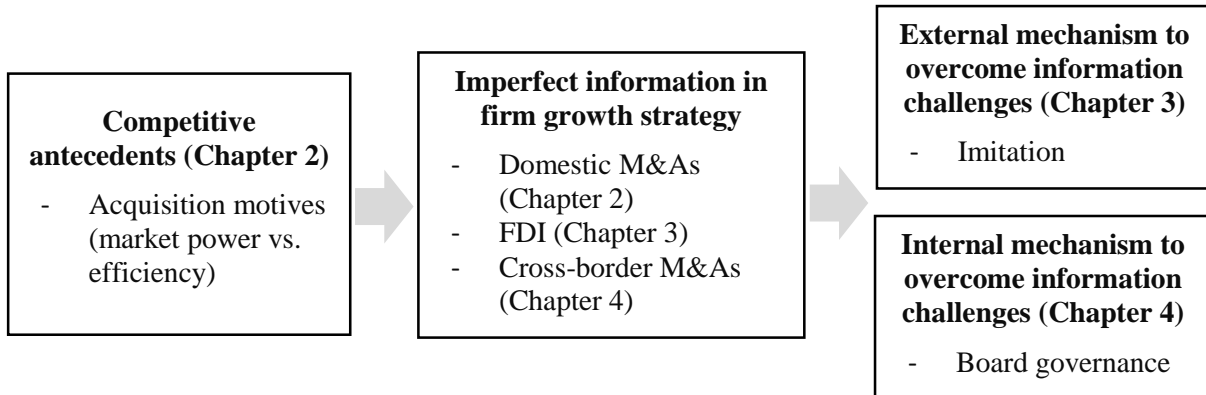 Competitive
antecedents (Chapter 2)
- Acquisition motives
(market power vs.
efficiency)
Imperfect information in
firm growth strategy
- Domestic M&As
(Chapter 2)
- FDI (Chapter 3)
- Cross-border M&As
(Chapter 4)
External mechanism to
overcome information
challenges (Chapter 3)
- Imitation
Internal mechanism to
overcome information
challenges (Chapter 4)
- Board governance